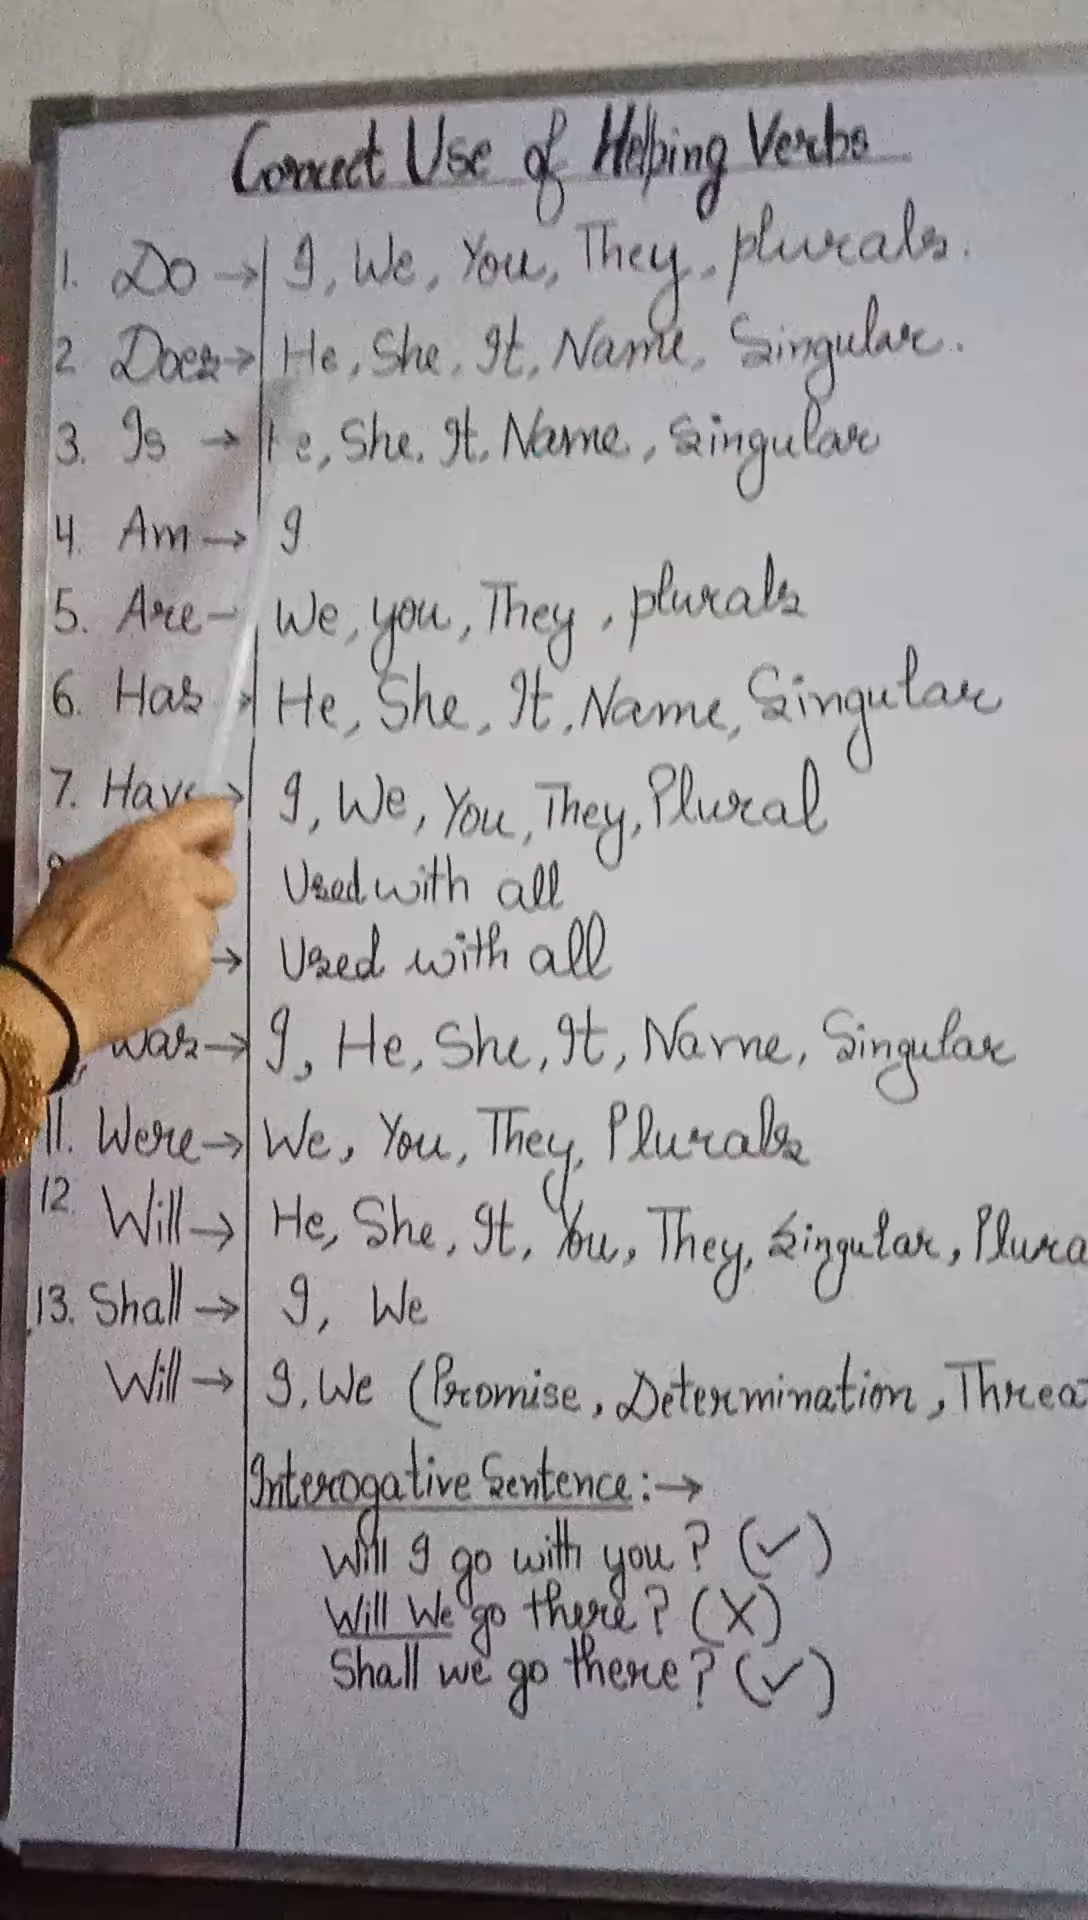 Correct Use of Helping Verbs
1. Do → I, We, You, They, plurals.
2 Does → He, She, It, Name, Singular.
3. Is → He, She, It, Name, Singular
4. Am → I
5. Are - We, you, They, plurals
6. Has → He, She, It, Name, Singular
7. Have → I, We, You, They, Plural
Used with all
→ Used with all
Was → I, He, She, It, Name, Singular
11. Were → We, You, They, Plurals
12 Will → He, She, It, You, They, Singular, Plura
13. Shall → I, We
Will → I, We (Promise, Determination, Threat
Interogative Sentence :→
Will I go with you? (✓)
Will We go there? (X)
Shall we go there? (✓)